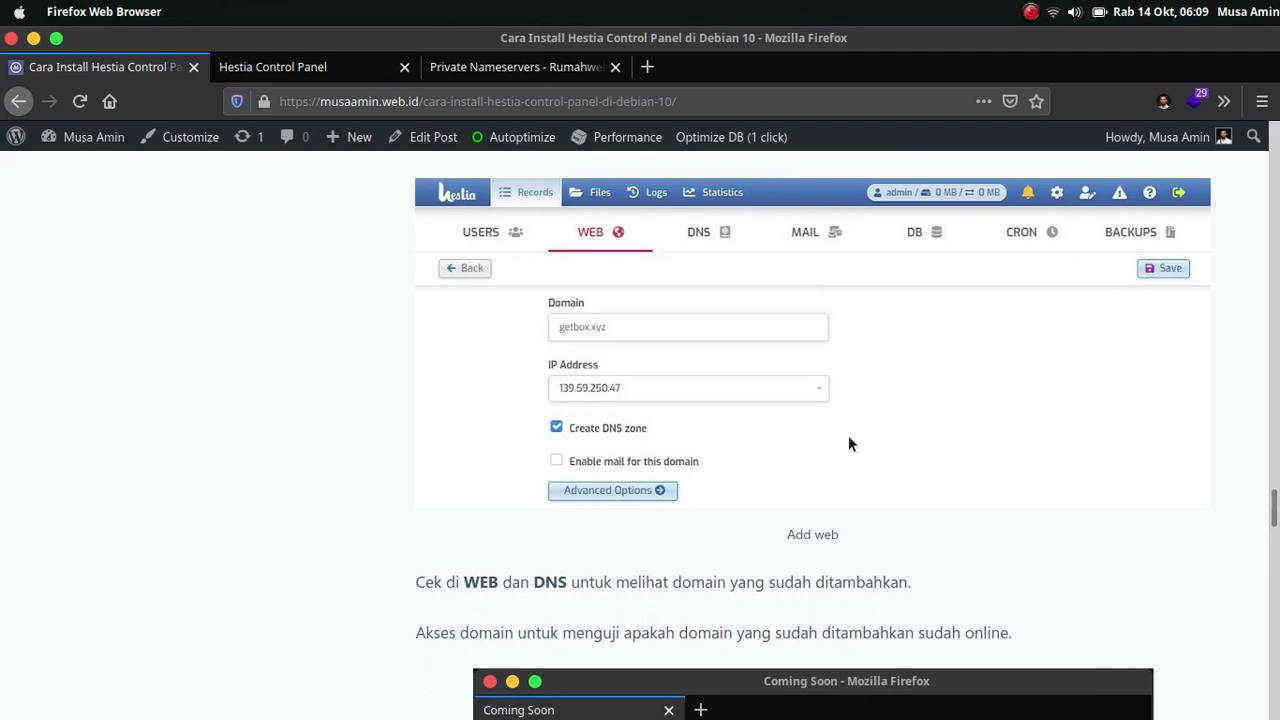 Firefox Web Browser
Rab 14 Okt, 06:09 Musa Amin
Cara Install Hestia Control Panel di Debian 10 - Mozilla Firefox
Cara Install Hestia Control Pa
Hestia Control Panel
Private Nameservers - Rumahwe
https://musaamin.web.id/cara-install-hestia-control-panel-di-debian-10/
29
Musa Amin Customize 1 0 New Edit Post Autoptimize Performance Optimize DB (1 click) Howdy, Musa Amin
hestia Records Files Logs Statistics admin / 0 MB / 0 MB
USERS WEB DNS MAIL DB CRON BACKUPS
Back Save
Domain
getbox.xyz
IP Address
139.59.250.47
Create DNS zone
Enable mail for this domain
Advanced Options
Add web
Cek di WEB dan DNS untuk melihat domain yang sudah ditambahkan.
Akses domain untuk menguji apakah domain yang sudah ditambahkan sudah online.
Coming Soon - Mozilla Firefox
Coming Soon